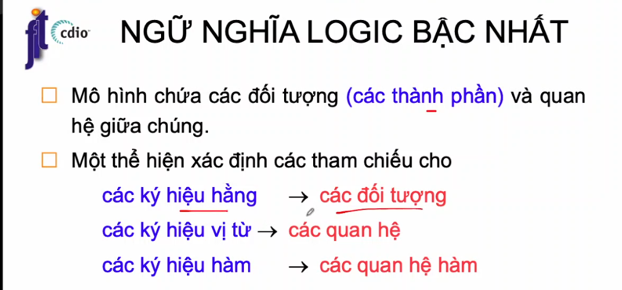 fit cdio
NGỮ NGHĨA LOGIC BẬC NHẤT
Mô hình chứa các đối tượng (các thành phần) và quan
hệ giữa chúng.
Một thể hiện xác định các tham chiếu cho
các ký hiệu hằng → các đối tượng
các ký hiệu vị từ → các quan hệ
các ký hiệu hàm → các quan hệ hàm